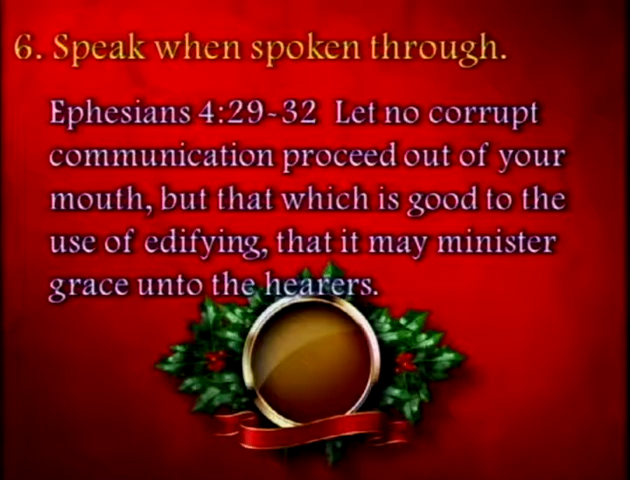 6. Speak when spoken through.
Ephesians 4:29-32 Let no corrupt
communication proceed out of your
mouth, but that which is good to the
use of edifying, that it may minister
grace unto the hearers.